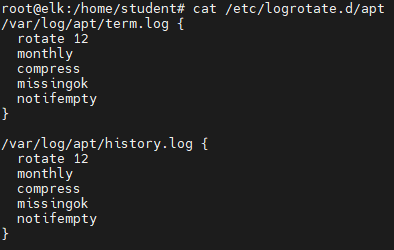 root@elk:/home/student# cat /etc/logrotate.d/apt
/var/log/apt/term.log {
  rotate 12
  monthly
  compress
  missingok
  notifempty
}

/var/log/apt/history.log {
  rotate 12
  monthly
  compress
  missingok
  notifempty
}